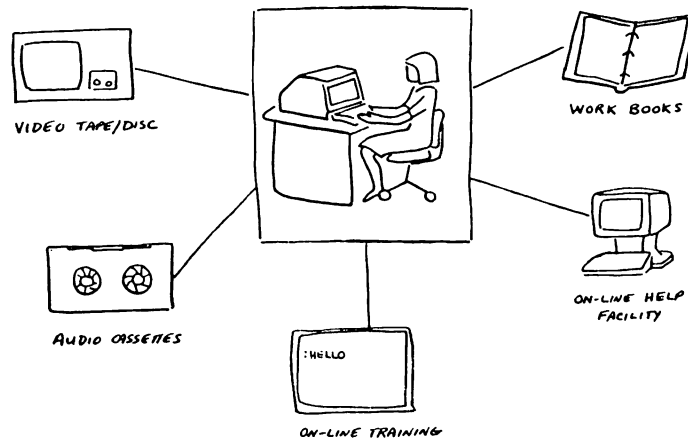 VIDEO TAPE/DISC
WORK BOOKS
AUDIO CASSETTES
ON-LINE HELP
FACILITY
:HELLO
ON-LINE TRAINING